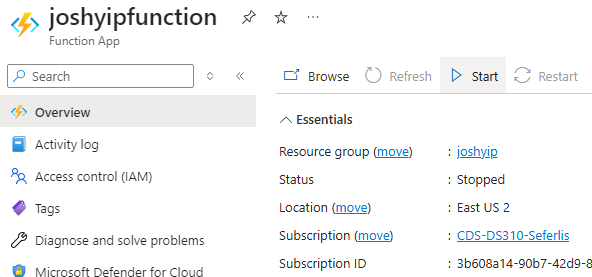 joshyipfunction
Function App
Search
Browse Refresh Start Restart
Overview
Activity log
Access control (IAM)
Tags
Diagnose and solve problems
Microsoft Defender for Cloud
Essentials
Resource group (move) : joshyip
Status : Stopped
Location (move) : East US 2
Subscription (move) : CDS-DS310-Seferlis
Subscription ID : 3b608a14-90b7-42d9-8